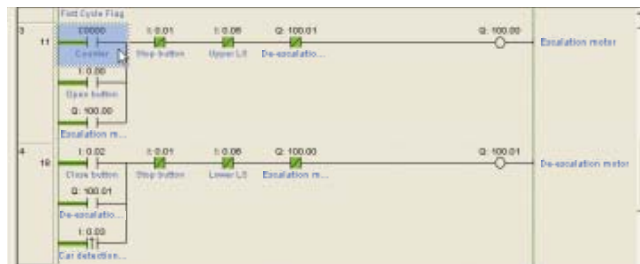 First Cycle Flag
3
C0000
I: 0.01
I: 0.05
Q: 100.01
Q: 100.00
11
Escalation motor
Counter
Stop button
Upper LS
De-escalatio...
I: 0.00
Open button
Q: 100.00
Escalation m...
4
I: 0.02
I: 0.01
I: 0.06
Q: 100.00
Q: 100.01
18
De-escalation motor
Close button
Stop button
Lower LS
Escalation m...
Q: 100.01
De-escalatio...
I: 0.03
Car detection...